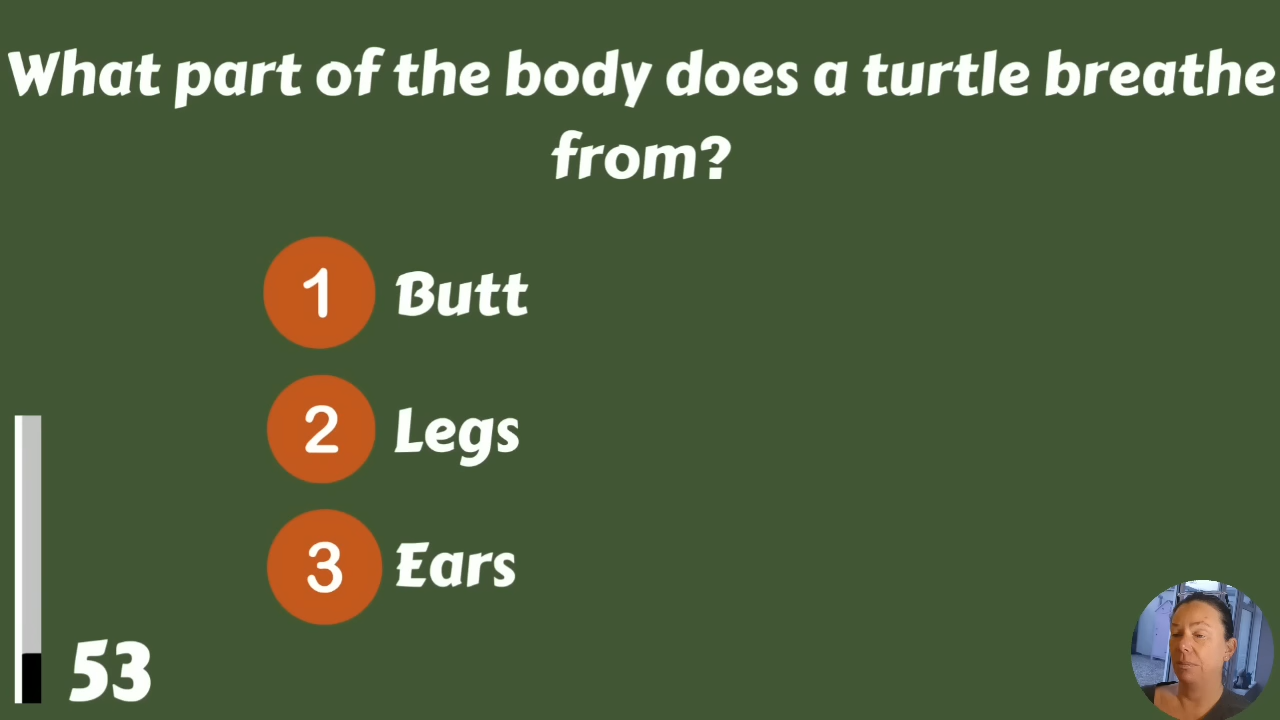 What part of the body does a turtle breathe
from?
1 Butt
2 Legs
3 Ears
53